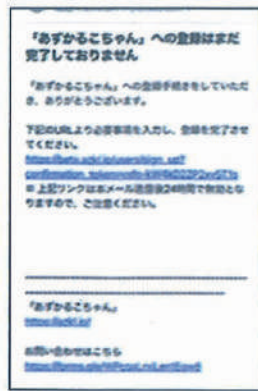 「あずかるこちゃん」への登録はまだ
完了しておりません
「あずかるこちゃん」への登録手続きをしていただ
き、ありがとうございます。
下記のURLより必要事項を入力し、登録を完了させ
てください。
※ 上記リンクは本メール送信後24時間で無効とな
りますので、ご注意ください。
「あずかるこちゃん」
お問い合わせはこちら